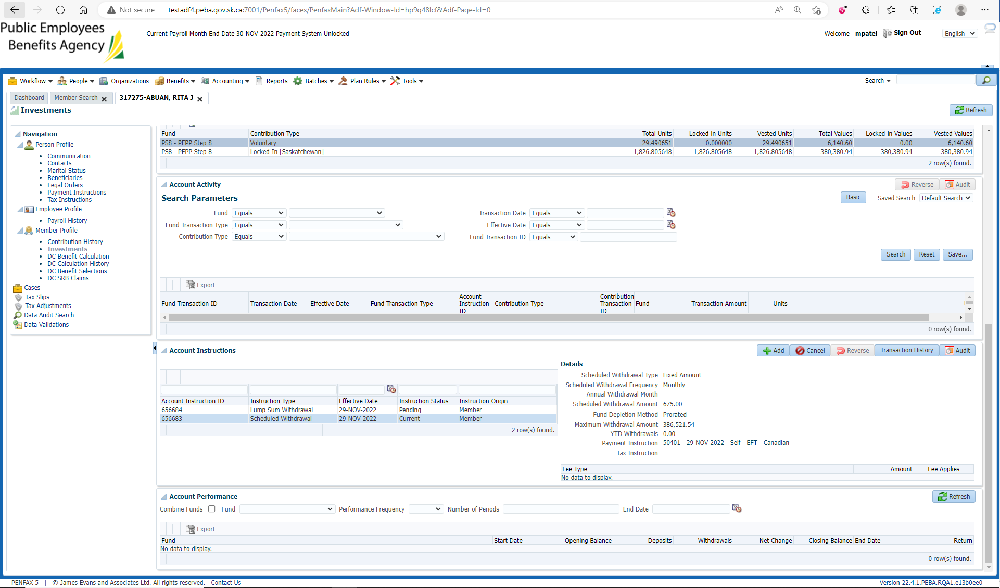 Not secure | testadf4.peba.gov.sk.ca:7001/Penfax5/faces/PenfaxMain?Adf-Window-Id=hp9q48lcf&Adf-Page-Id=0
Public Employees
Benefits Agency
Current Payroll Month End Date 30-NOV-2022 Payment System Unlocked
Welcome mpatel Sign Out English
Workflow People Organizations Benefits Accounting Reports Batches Plan Rules Tools Search
Dashboard Member Search 317275-ABUAN, RITA J
Investments Refresh
Navigation
Person Profile
Communication
Contacts
Marital Status
Beneficiaries
Legal Orders
Payment Instructions
Tax Instructions
Employee Profile
Payroll History
Member Profile
Contribution History
Investments
DC Benefit Calculation
DC Calculation History
DC Benefit Selections
DC SRB Claims
Cases
Tax Slips
Tax Adjustments
Data Audit Search
Data Validations
Fund Contribution Type Total Units Locked-in Units Vested Units Total Values Locked-in Values Vested Values
PS8 - PEPP Step 8 Voluntary 29.490651 0.000000 29.490651 6,140.60 0.00 6,140.60
PS8 - PEPP Step 8 Locked-In [Saskatchewan] 1,826.805648 1,826.805648 1,826.805648 380,380.94 380,380.94 380,380.94
2 row(s) found.
Account Activity Reverse Audit
Search Parameters Basic Saved Search Default Search
Fund Equals Transaction Date Equals
Fund Transaction Type Equals Effective Date Equals
Contribution Type Equals Fund Transaction ID Equals
Search Reset Save...
Export
Fund Transaction ID Transaction Date Effective Date Fund Transaction Type Account Instruction ID Contribution Type Contribution Transaction ID Fund Transaction Amount Units
0 row(s) found.
Account Instructions Add Cancel Reverse Transaction History Audit
Account Instruction ID Instruction Type Effective Date Instruction Status Instruction Origin
656684 Lump Sum Withdrawal 29-NOV-2022 Pending Member
656683 Scheduled Withdrawal 29-NOV-2022 Current Member
2 row(s) found.
Details
Scheduled Withdrawal Type Fixed Amount
Scheduled Withdrawal Frequency Monthly
Annual Withdrawal Month
Scheduled Withdrawal Amount 675.00
Fund Depletion Method Prorated
Maximum Withdrawal Amount 386,521.54
YTD Withdrawals 0.00
Payment Instruction 50401 - 29-NOV-2022 - Self - EFT - Canadian
Tax Instruction
Fee Type Amount Fee Applies
No data to display.
Account Performance Refresh
Combine Funds Fund Performance Frequency Number of Periods End Date
Export
Fund Start Date Opening Balance Deposits Withdrawals Net Change Closing Balance End Date Return
No data to display.
0 row(s) found.
PENFAX 5 | © James Evans and Associates Ltd. All rights reserved. Contact Us Version 22.4.1.PEBA.RQA1.e13b0ee0